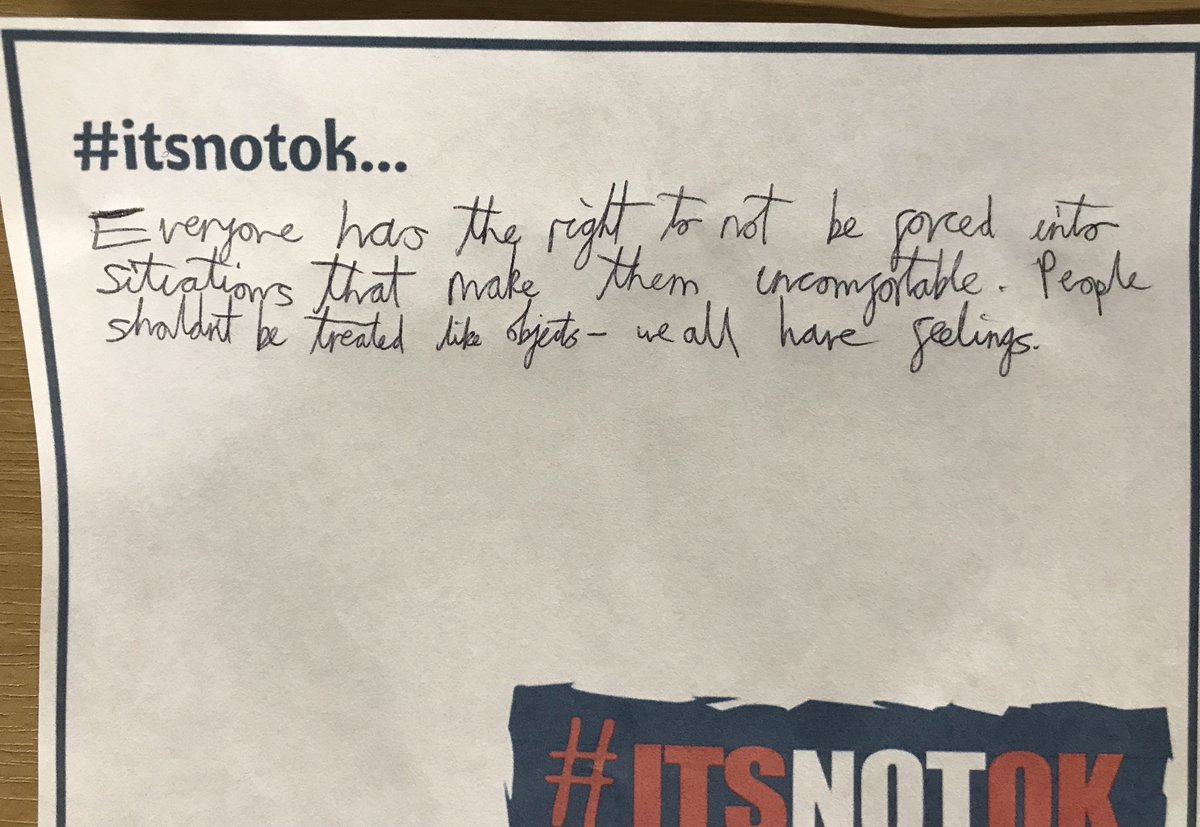 #itsnotok...
Everyone has the right to not be forced into
situations that make them uncomfortable. People
shouldnt be treated like objects - we all have feelings.
#ITSNOTOK